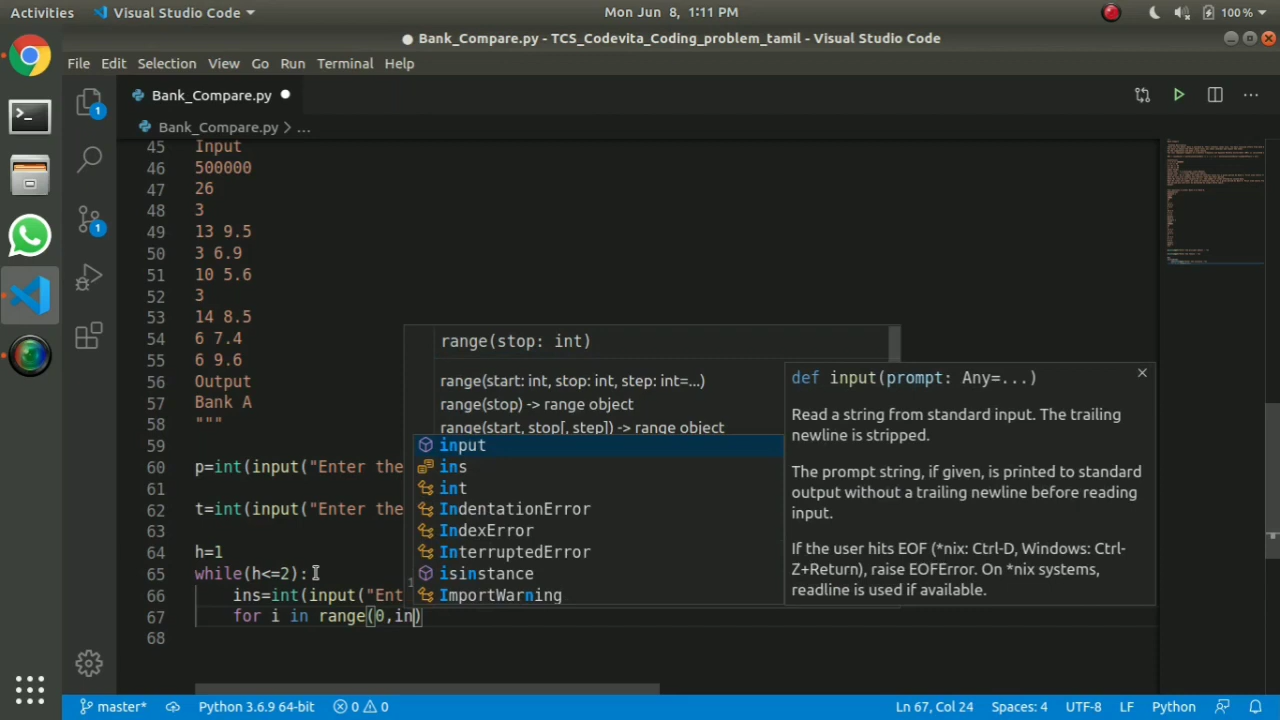 Activities Visual Studio Code Mon Jun 8, 1:11 PM 100 %
● Bank_Compare.py - TCS_Codevita_Coding_problem_tamil - Visual Studio Code
File Edit Selection View Go Run Terminal Help
Bank_Compare.py ●
Bank_Compare.py > ...
45 Input
46 500000
47 26
48 3
49 13 9.5
50 3 6.9
51 10 5.6
52 3
53 14 8.5
54 6 7.4
55 6 9.6
56 Output
57 Bank A
58 """
59
60 p=int(input("Enter the
61
62 t=int(input("Enter the
63
64 h=1
65 while(h<=2):
66 ins=int(input("Ent
67 for i in range(0,in)
68
range(stop: int)
range(start: int, stop: int, step: int=...)
range(stop) -> range object
range(start, stop[, step]) -> range object
input
ins
int
IndentationError
IndexError
InterruptedError
isinstance
ImportWarning
def input(prompt: Any=...)
Read a string from standard input. The trailing
newline is stripped.
The prompt string, if given, is printed to standard
output without a trailing newline before reading
input.
If the user hits EOF (*nix: Ctrl-D, Windows: Ctrl-
Z+Return), raise EOFError. On *nix systems,
readline is used if available.
1
1
master* Python 3.6.9 64-bit 0 0 Ln 67, Col 24 Spaces: 4 UTF-8 LF Python